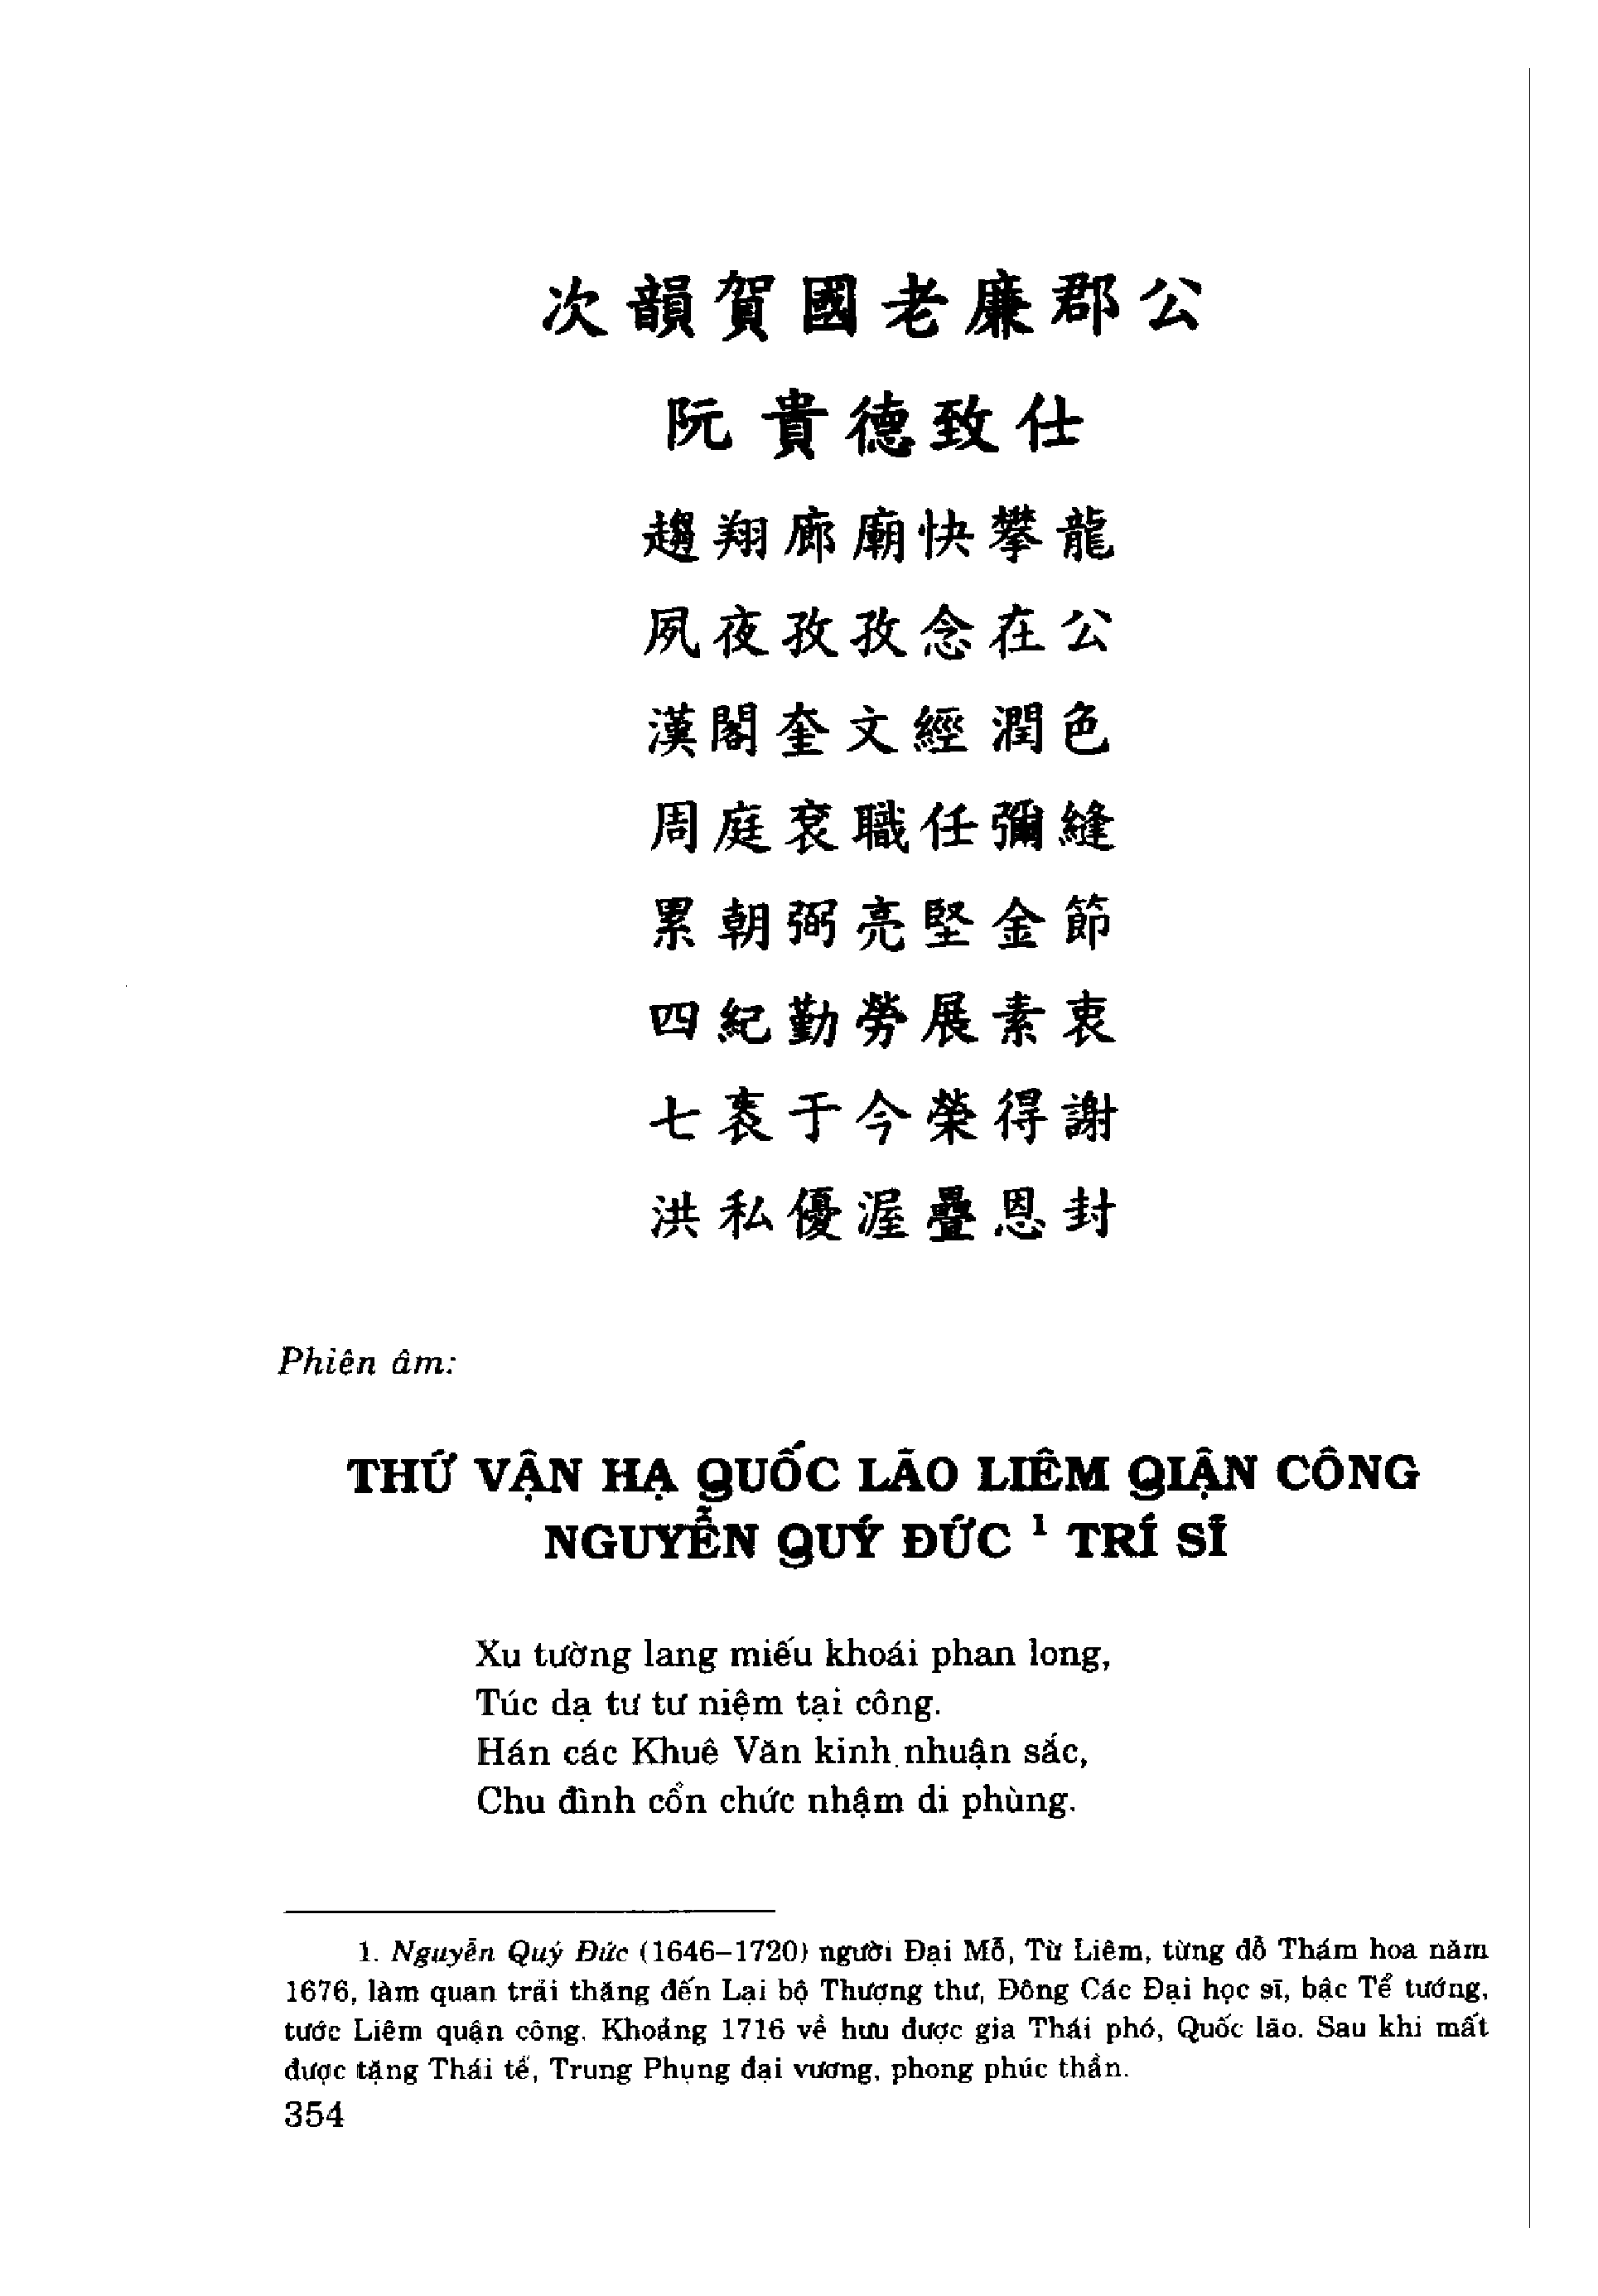 次韻賀國老廉郡公
阮貴德致仕
趨翔廊廟快攀龍
夙夜孜孜念在公
漢閣奎文經潤色
周庭袞職任彌縫
累朝弼亮堅金節
四紀勤勞展素衷
七袠于今榮得謝
洪私優渥疊恩封
Phiên âm:
THỨ VẬN HẠ QUỐC LÃO LIÊM QIẬN CÔNG
NGUYỄN QUÝ ĐỨC 1 TRÍ SĨ
Xu tường lang miếu khoái phan long,
Túc dạ tư tư niệm tại công.
Hán các Khuê Văn kinh nhuận sắc,
Chu đình cổn chức nhậm di phùng.
1. Nguyễn Quý Đức (1646–1720) người Đại Mỗ, Từ Liêm, từng đỗ Thám hoa năm
1676, làm quan trải thăng đến Lại bộ Thượng thư, Đông Các Đại học sĩ, bậc Tể tướng,
tước Liêm quận công. Khoảng 1716 về hưu được gia Thái phó, Quốc lão. Sau khi mất
được tặng Thái tể, Trung Phụng đại vương, phong phúc thần.
354